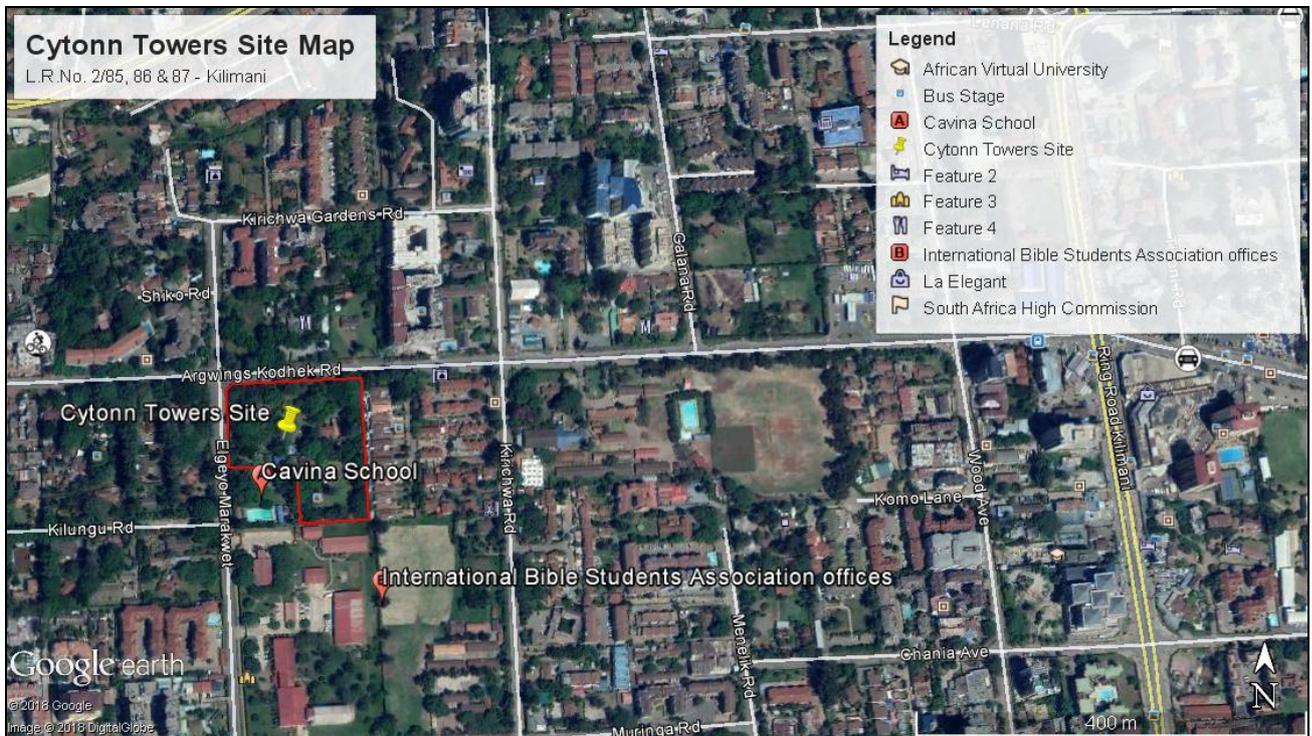 Cytonn Towers Site Map
L.R.No. 2/85, 86 & 87 - Kilimani
Legend
African Virtual University
Bus Stage
A
Cavina School
Cytonn Towers Site
Feature 2
Feature 3
Feature 4
B
International Bible Students Association offices
La Elegant
South Africa High Commission
Lenana Rd
Kirichwa Gardens Rd
Galana Rd
Shiko Rd
Argwings Kodhek Rd
Ring Road Kilimani
Cytonn Towers Site
Cavina School
Elgeyo Marakwet
Kirichwa Rd
Wood Ave
Komo Lane
Kilungu Rd
International Bible Students Association offices
Menelik Rd
Chania Ave
Muringa Rd
Google earth
© 2018 Google
Image © 2018 DigitalGlobe
N
400 m